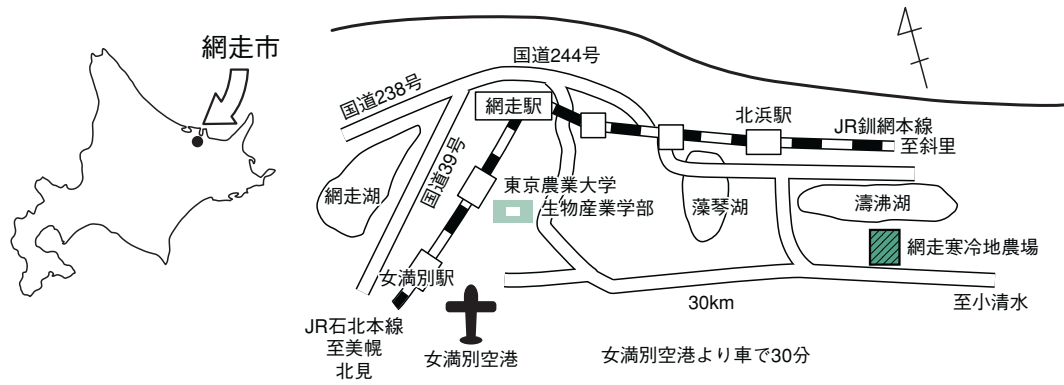 網走市
国道244号
国道238号
網走駅
北浜駅
JR釧網本線
至斜里
国道39号
網走湖
東京農業大学
生物産業学部
藻琴湖
濤沸湖
網走寒冷地農場
女満別駅
30km
至小清水
JR石北本線
至美幌
北見
女満別空港
女満別空港より車で30分